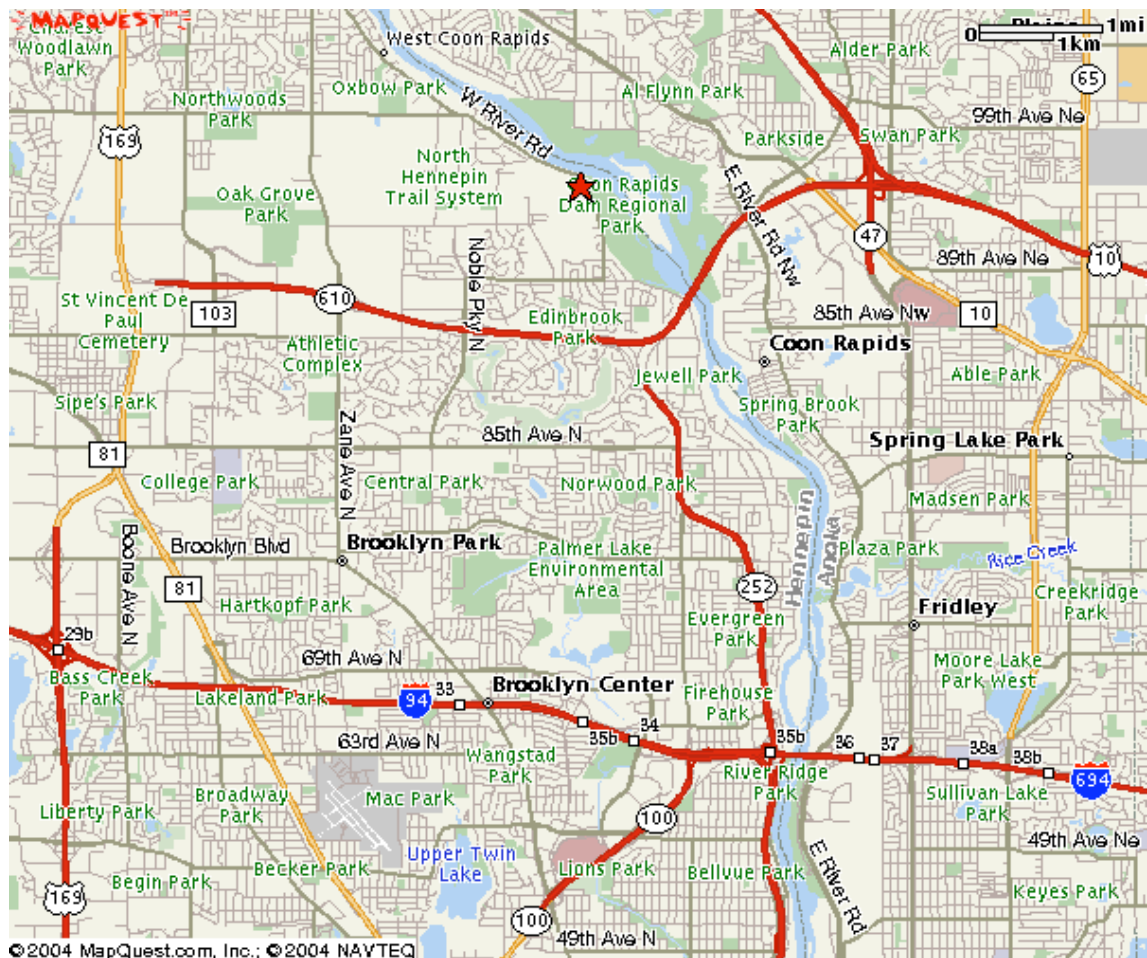 MAPQUEST
Charest
Woodlawn
Park
West Coon Rapids
Alder Park
0
1mi
1km
65
Oxbow Park
Al Flynn Park
Northwoods
Park
W River Rd
99th Ave Ne
169
Parkside
Swan Park
North
Hennepin
Trail System
Oak Grove
Park
Coon Rapids
Dam Regional
Park
E River Rd Nw
47
10
89th Ave Ne
Noble Pky N
St Vincent De
Paul
Cemetery
610
103
Edinbrook
Park
85th Ave Nw
10
Athletic
Complex
Coon Rapids
Jewell Park
Able Park
Sipe's Park
Zane Ave N
Spring Brook
Park
85th Ave N
Spring Lake Park
81
College Park
Central Park
Norwood Park
Madsen Park
Hennepin
Anoka
Boone Ave N
Brooklyn Blvd
Brooklyn Park
Palmer Lake
Environmental
Area
Plaza Park
Rice Creek
81
252
Creekridge
Park
Hartkopf Park
Fridley
Evergreen
Park
29b
69th Ave N
Moore Lake
Park West
Bass Creek
Park
Lakeland Park
94
33
Brooklyn Center
Firehouse
Park
63rd Ave N
35b
34
35b
36
37
38a
38b
694
Wangstad
Park
River Ridge
Park
Liberty Park
Broadway
Park
Mac Park
100
Sullivan Lake
Park
49th Ave Ne
Upper Twin
Lake
Becker Park
Lions Park
Bellvue Park
E River Rd
Begin Park
Keyes Park
169
100
49th Ave N
©2004 MapQuest.com, Inc.; ©2004 NAVTEQ